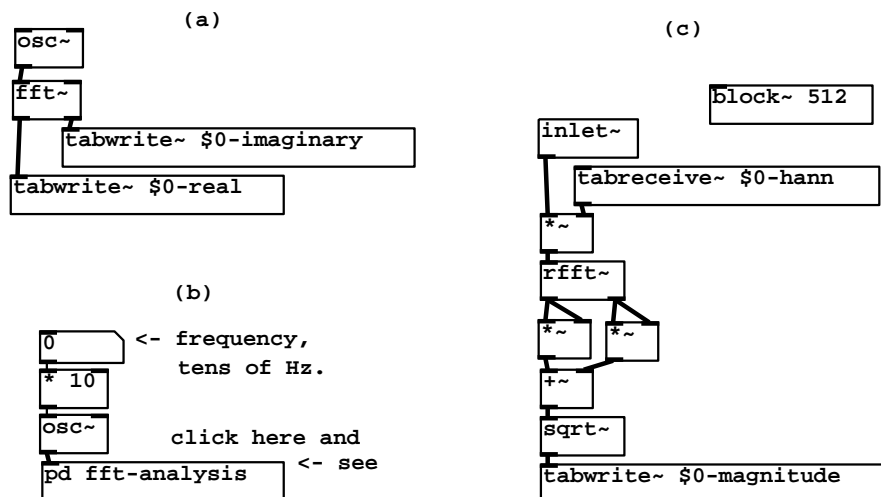 (a)
osc~
fft~
tabwrite~ $0-imaginary
tabwrite~ $0-real
(b)
0
<- frequency,
tens of Hz.
* 10
osc~
click here and
<- see
pd fft-analysis
(c)
block~ 512
inlet~
tabreceive~ $0-hann
*~
rfft~
*~ *~
+~
sqrt~
tabwrite~ $0-magnitude